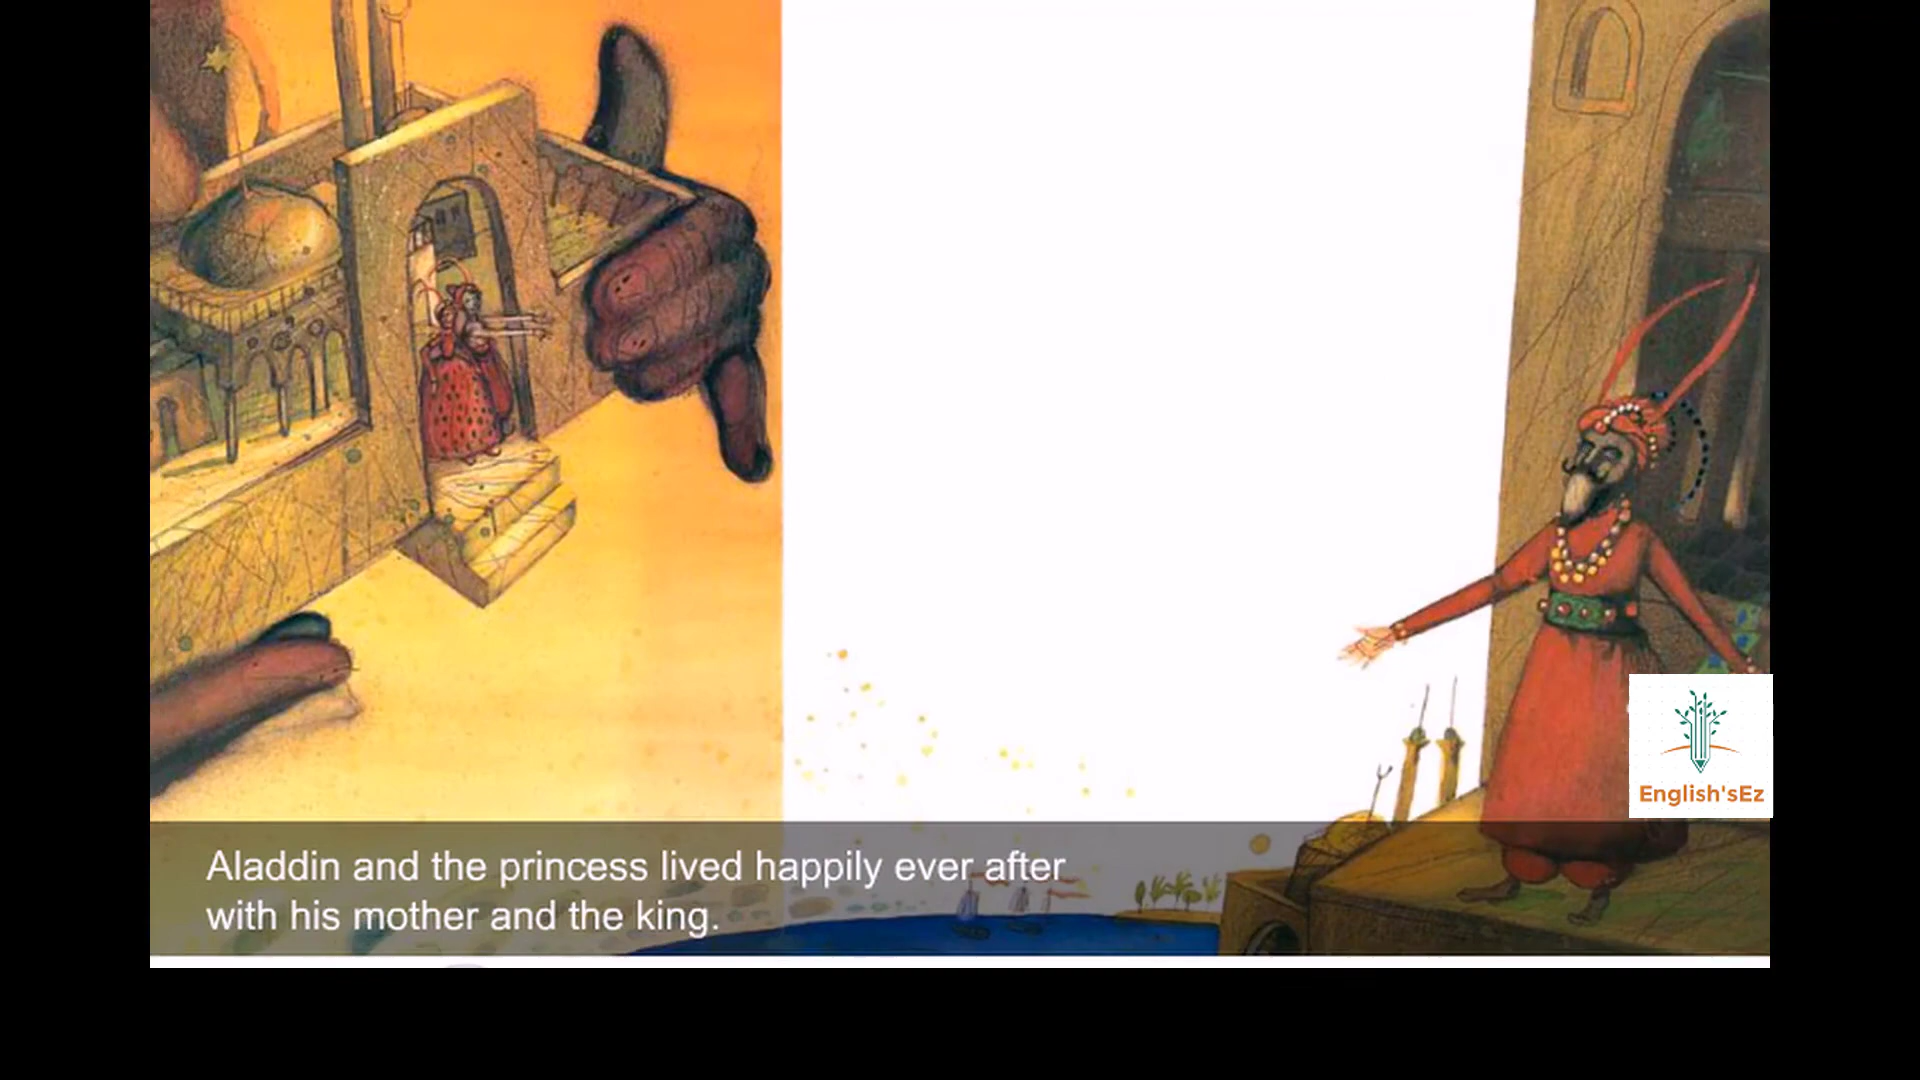 English'sEz
Aladdin and the princess lived happily ever after
with his mother and the king.